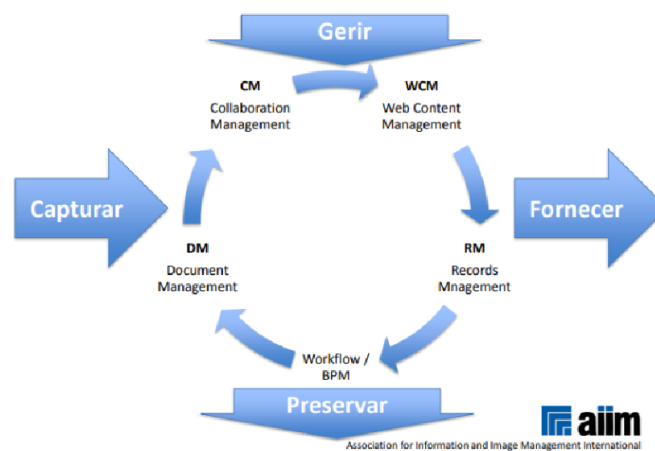 Gerir
CM
Collaboration
Management
WCM
Web Content
Management
Capturar
Fornecer
DM
Document
Management
RM
Records
Mnagement
Workflow /
BPM
Preservar
aiim
Association for Information and Image Management International